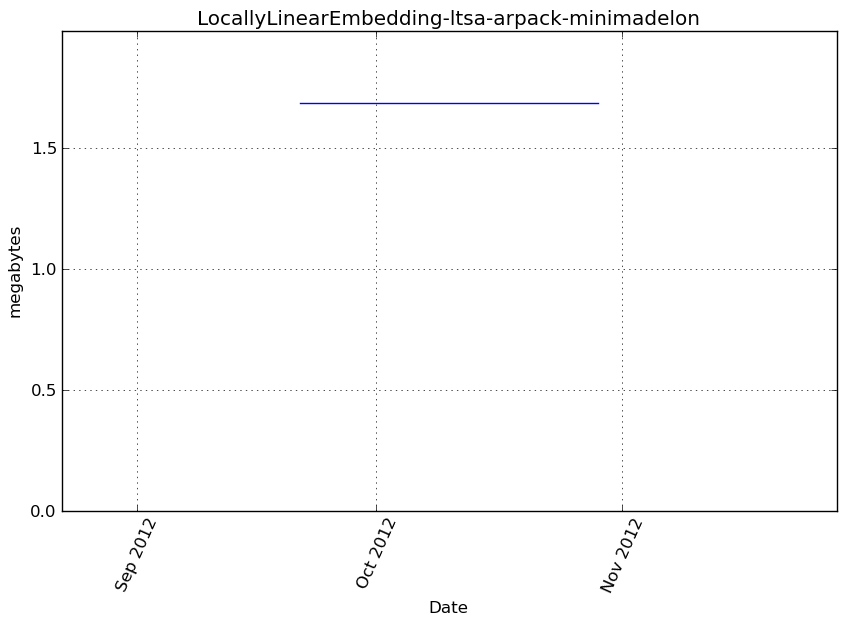 LocallyLinearEmbedding-ltsa-arpack-minimadelon
megabytes
1.5
1.0
0.5
0.0
Sep 2012
Oct 2012
Nov 2012
Date